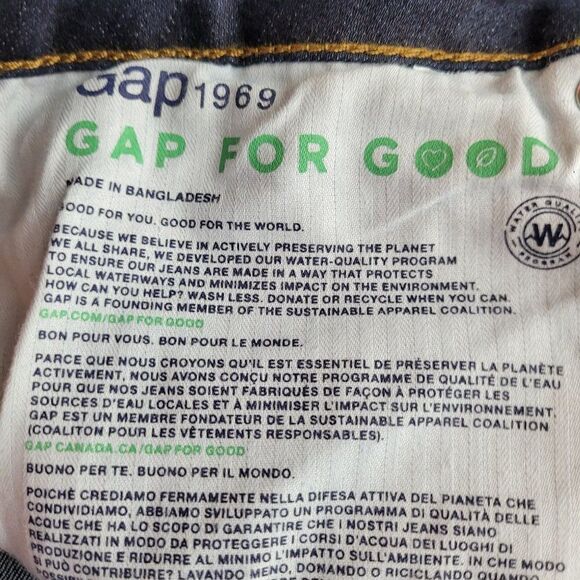 Gap 1969
GAP FOR GOOD
MADE IN BANGLADESH
GOOD FOR YOU. GOOD FOR THE WORLD.
BECAUSE WE BELIEVE IN ACTIVELY PRESERVING THE PLANET
WE ALL SHARE, WE DEVELOPED OUR WATER-QUALITY PROGRAM
TO ENSURE OUR JEANS ARE MADE IN A WAY THAT PROTECTS
LOCAL WATERWAYS AND MINIMIZES IMPACT ON THE ENVIRONMENT.
HOW CAN YOU HELP? WASH LESS. DONATE OR RECYCLE WHEN YOU CAN.
GAP IS A FOUNDING MEMBER OF THE SUSTAINABLE APPAREL COALITION.
GAP.COM/GAP FOR GOOD
WATER QUALITY
W
PROGRAM
BON POUR VOUS. BON POUR LE MONDE.
PARCE QUE NOUS CROYONS QU'IL EST ESSENTIEL DE PRÉSERVER LA PLANÈTE
ACTIVEMENT, NOUS AVONS CONÇU NOTRE PROGRAMME DE QUALITÉ DE L'EAU
POUR QUE NOS JEANS SOIENT FABRIQUÉS DE FAÇON À PROTÉGER LES
SOURCES D'EAU LOCALES ET À MINIMISER L'IMPACT SUR L'ENVIRONNEMENT.
GAP EST UN MEMBRE FONDATEUR DE LA SUSTAINABLE APPAREL COALITION
(COALITON POUR LES VÊTEMENTS RESPONSABLES).
GAP CANADA.CA/GAP FOR GOOD
BUONO PER TE. BUONO PER IL MONDO.
POICHÈ CREDIAMO FERMAMENTE NELLA DIFESA ATTIVA DEL PIANETA CHE
CONDIVIDIAMO, ABBIAMO SVILUPPATO UN PROGRAMMA DI QUALITÀ DELLE
ACQUE CHE HA LO SCOPO DI GARANTIRE CHE I NOSTRI JEANS SIANO
REALIZZATI IN MODO DA PROTEGGERE I CORSI D'ACQUA DEI LUOGHI DI
PRODUZIONE E RIDURRE AL MINIMO L'IMPATTO SULL'AMBIENTE. IN CHE MODO
SI PUÒ CONTRIBUIRE? LAVANDO MENO, DONANDO O RICICLANDO